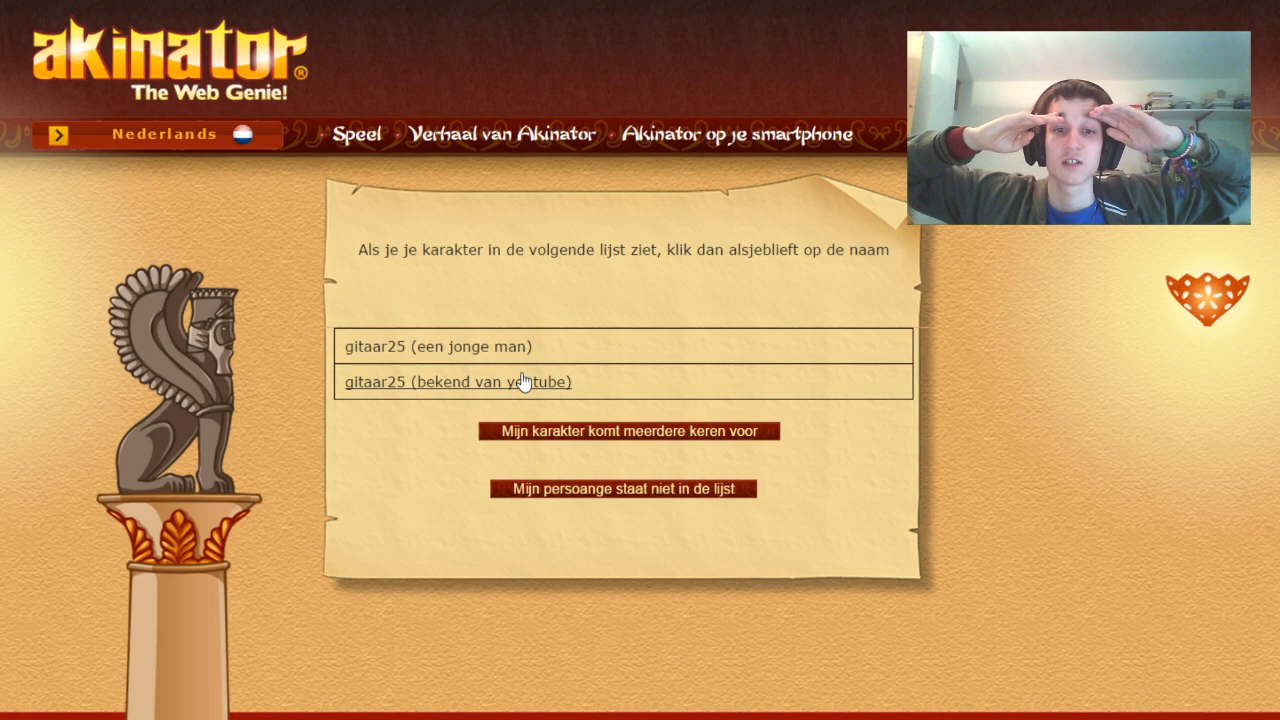 akinator®
The Web Genie!
Nederlands
Speel
Verhaal van Akinator
Akinator op je smartphone
Als je je karakter in de volgende lijst ziet, klik dan alsjeblieft op de naam
gitaar25 (een jonge man)
gitaar25 (bekend van youtube)
Mijn karakter komt meerdere keren voor
Mijn persoange staat niet in de lijst